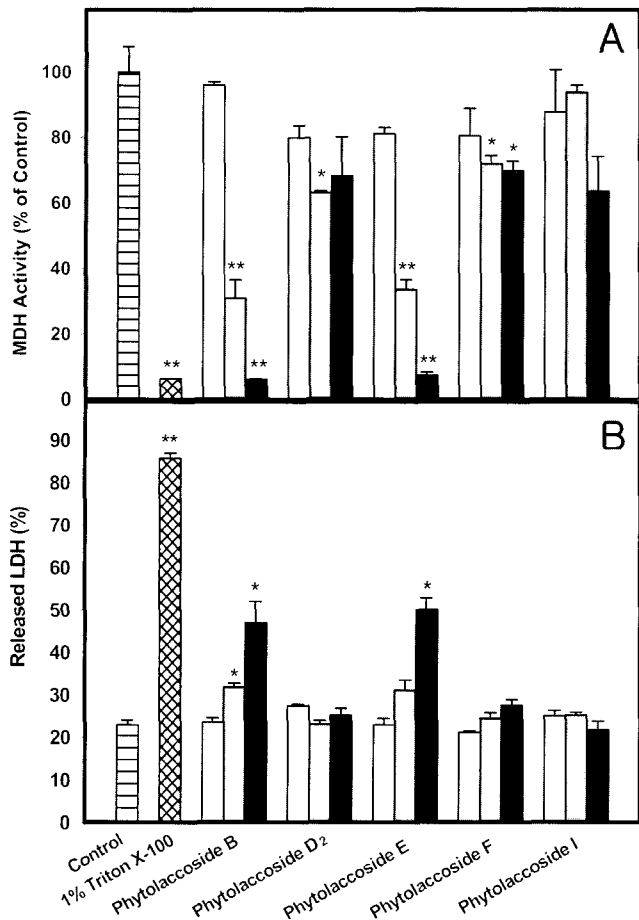 A
MDH Activity (% of Control)
100
80
60
40
20
0
**
**
**
*
**
**
*
*
B
Released LDH (%)
90
80
70
60
50
40
30
20
10
0
**
*
*
*
Control
1% Triton X-100
Phytolaccoside B
Phytolaccoside D2
Phytolaccoside E
Phytolaccoside F
Phytolaccoside I